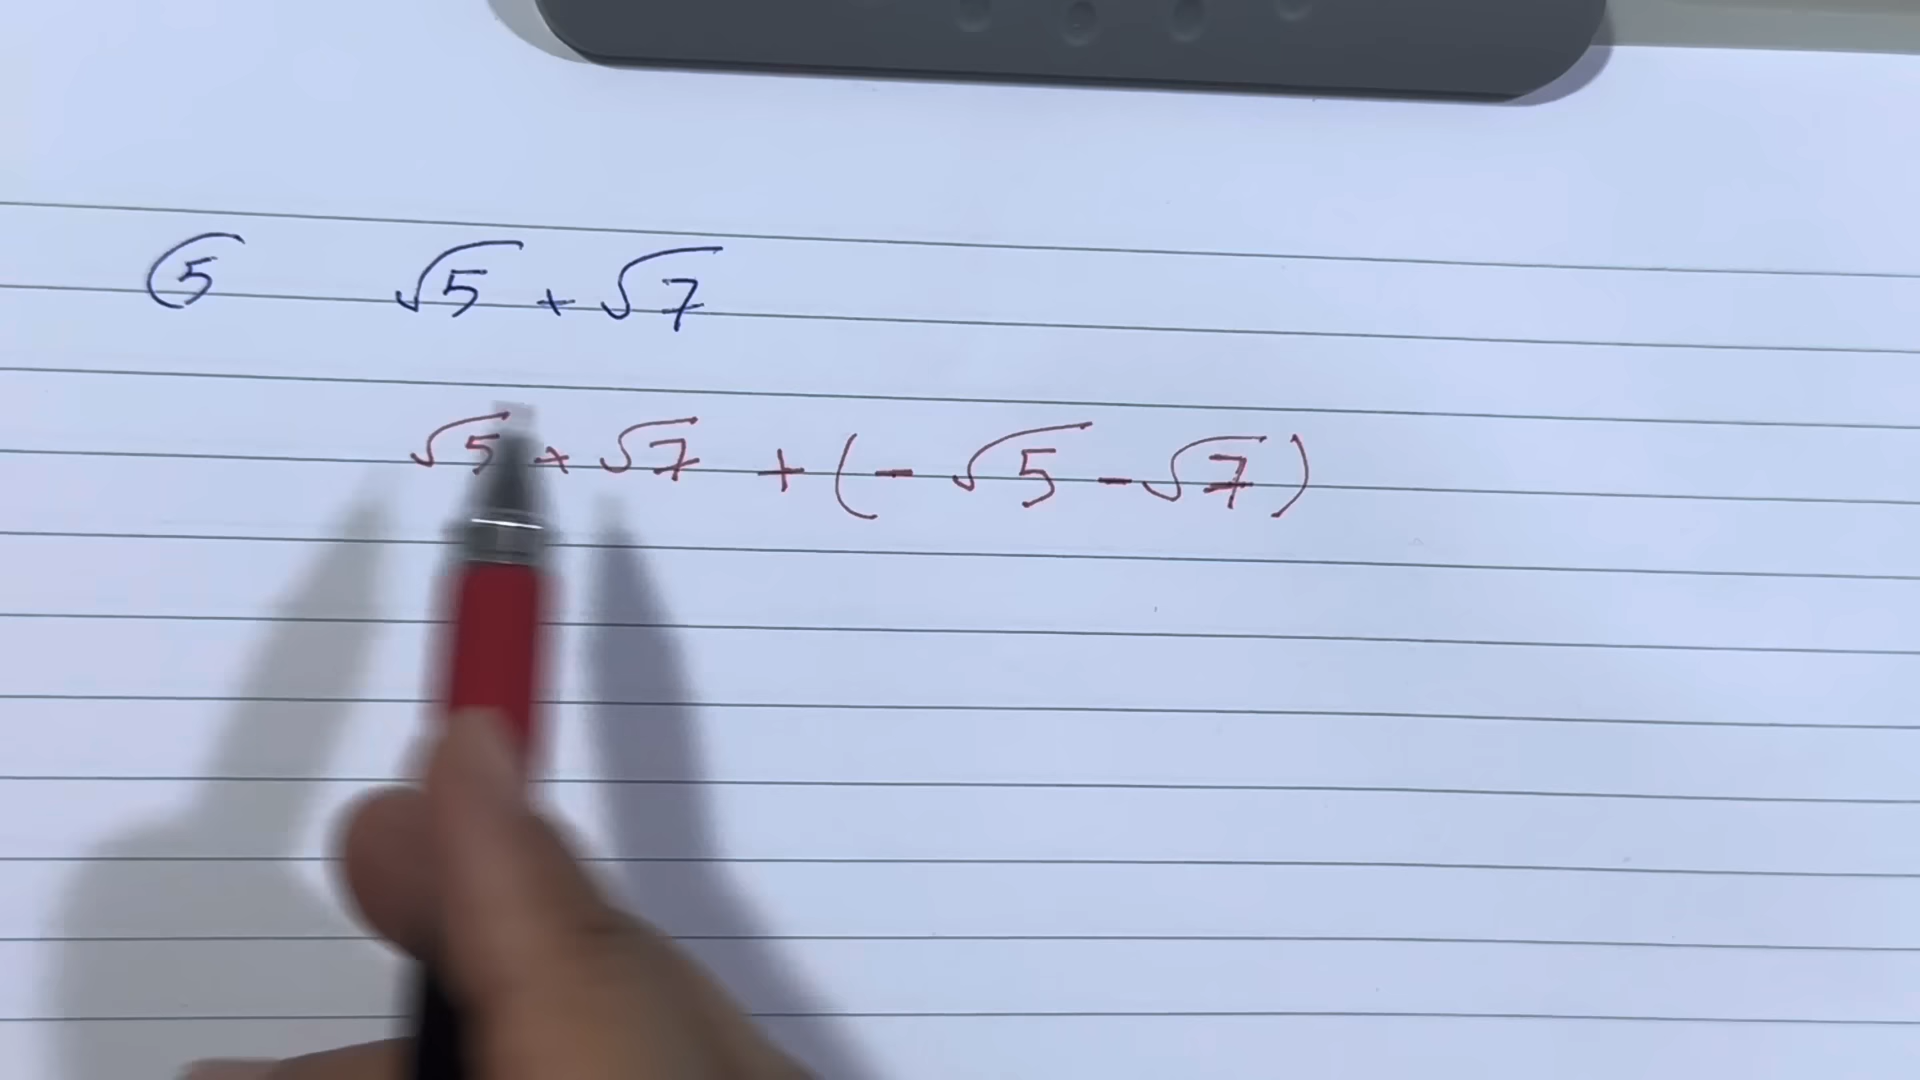 5 √5 + √7
√5 + √7 + (- √5 - √7)